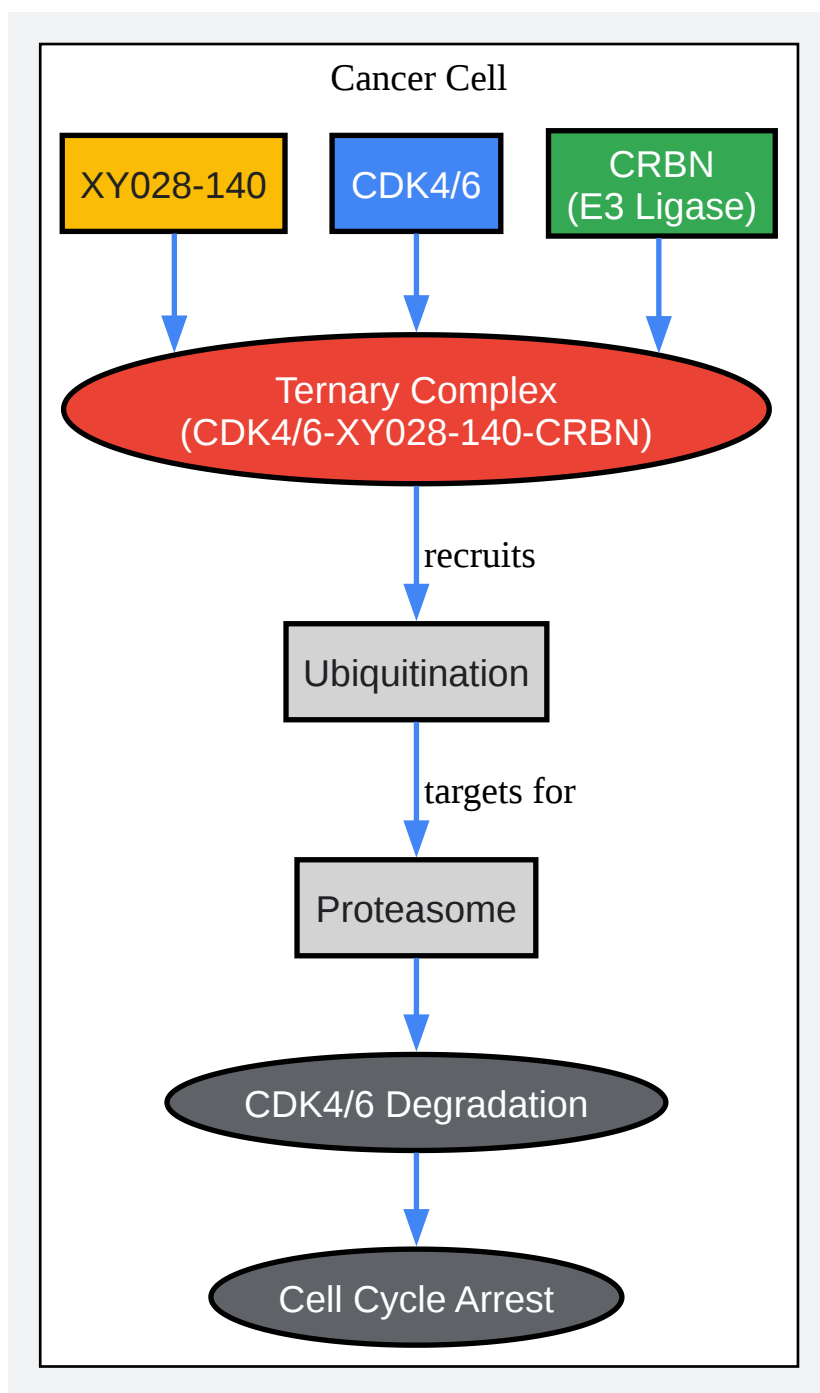 Cancer Cell
XY028-140
CDK4/6
CRBN
(E3 Ligase)
Ternary Complex
(CDK4/6-XY028-140-CRBN)
recruits
Ubiquitination
targets for
Proteasome
CDK4/6 Degradation
Cell Cycle Arrest